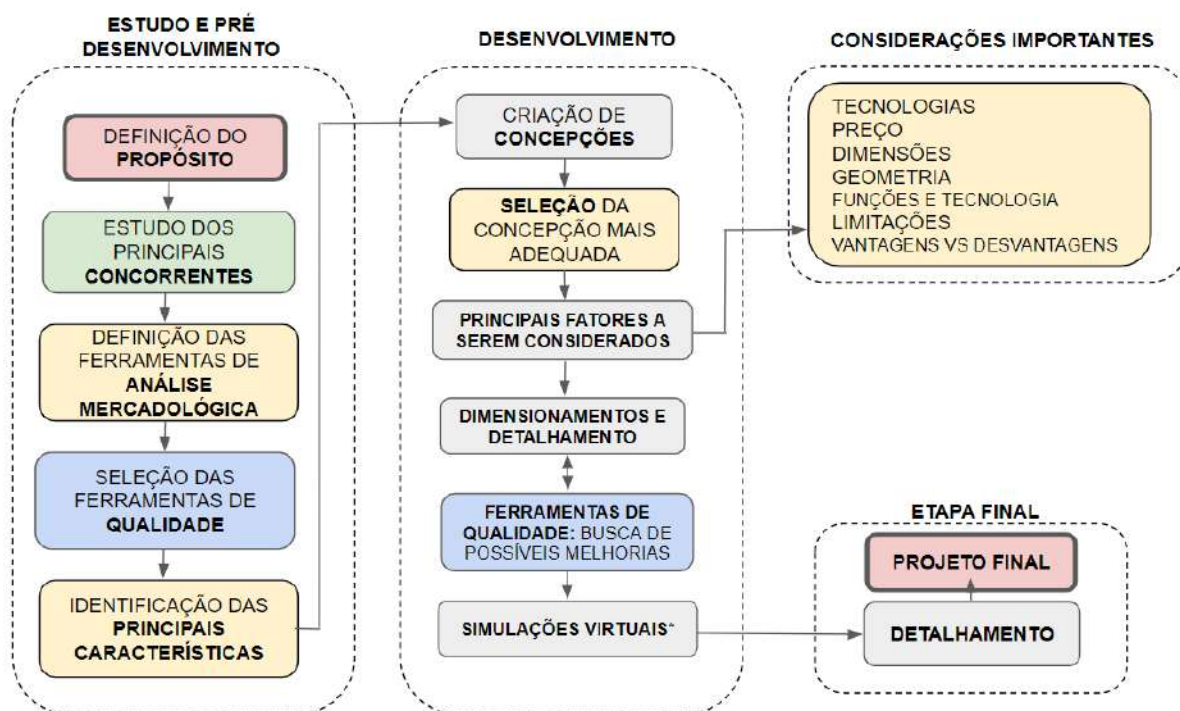 ESTUDO E PRÉ
DESENVOLVIMENTO
DEFINIÇÃO DO
PROPÓSITO
ESTUDO DOS
PRINCIPAIS
CONCORRENTES
DEFINIÇÃO DAS
FERRAMENTAS DE
ANÁLISE
MERCADOLÓGICA
SELEÇÃO DAS
FERRAMENTAS DE
QUALIDADE
IDENTIFICAÇÃO DAS
PRINCIPAIS
CARACTERÍSTICAS
DESENVOLVIMENTO
CRIAÇÃO DE
CONCEPÇÕES
SELEÇÃO DA
CONCEPÇÃO MAIS
ADEQUADA
PRINCIPAIS FATORES A
SEREM CONSIDERADOS
DIMENSIONAMENTOS E
DETALHAMENTO
FERRAMENTAS DE
QUALIDADE: BUSCA DE
POSSÍVEIS MELHORIAS
SIMULAÇÕES VIRTUAIS*
CONSIDERAÇÕES IMPORTANTES
TECNOLOGIAS
PREÇO
DIMENSÕES
GEOMETRIA
FUNÇÕES E TECNOLOGIA
LIMITAÇÕES
VANTAGENS VS DESVANTAGENS
ETAPA FINAL
PROJETO FINAL
DETALHAMENTO